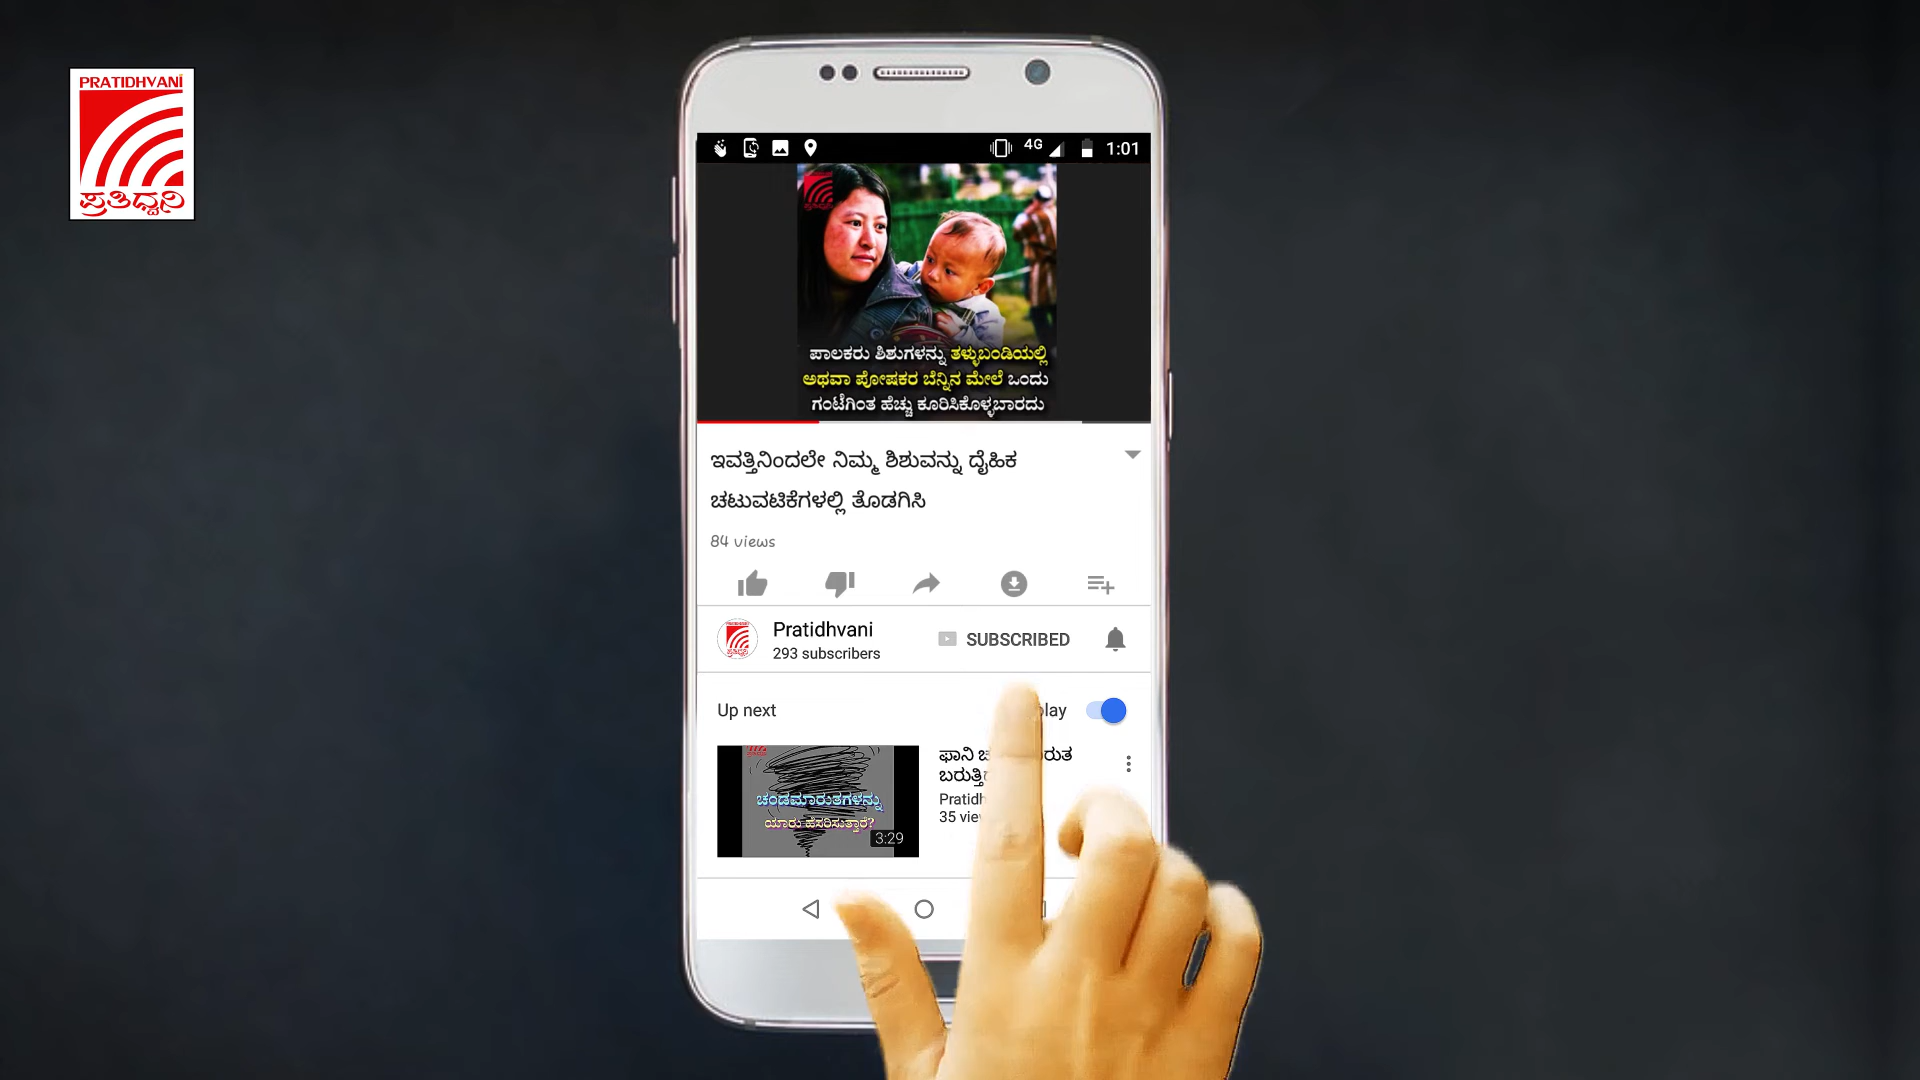 PRATIDHVANI
ಪ್ರತಿಧ್ವನಿ
4G
1:01
ಪಾಲಕರು ಶಿಶುಗಳನ್ನು ತಳ್ಳುಬಂಡಿಯಲ್ಲಿ
ಅಥವಾ ಪೋಷಕರ ಬೆನ್ನಿನ ಮೇಲೆ ಒಂದು
ಗಂಟೆಗಿಂತ ಹೆಚ್ಚು ಕೂರಿಸಿಕೊಳ್ಳಬಾರದು
ಇವತ್ತಿನಿಂದಲೇ ನಿಮ್ಮ ಶಿಶುವನ್ನು ದೈಹಿಕ
ಚಟುವಟಿಕೆಗಳಲ್ಲಿ ತೊಡಗಿಸಿ
84 views
Pratidhvani
293 subscribers
SUBSCRIBED
Up next
ಚಂಡಮಾರುತಗಳನ್ನು
ಯಾರು ಹೆಸರಿಸುತ್ತಾರೆ?
3:29
ಫಾನಿ
35